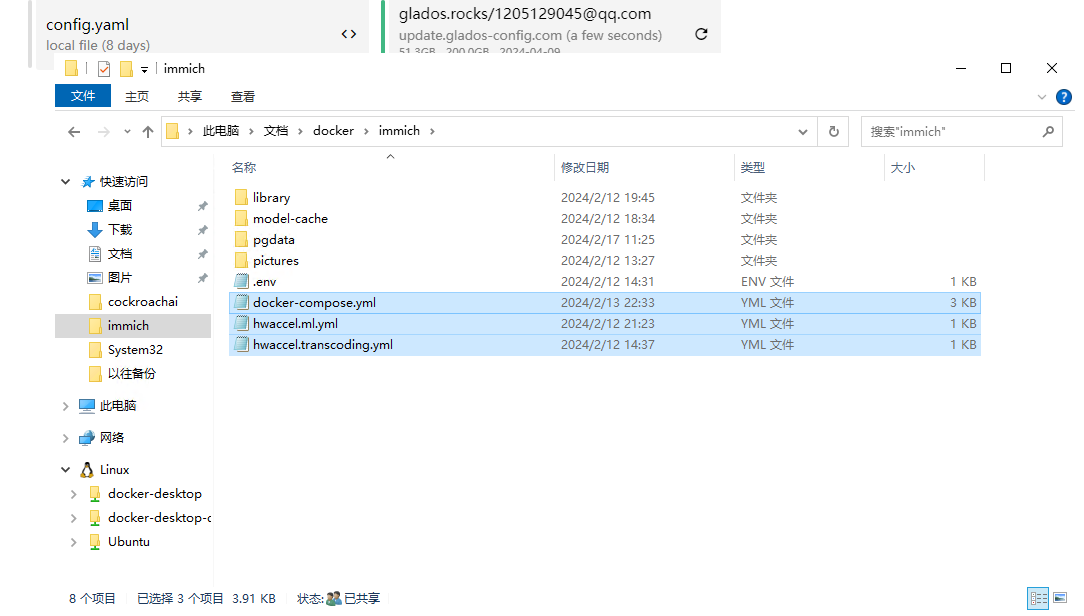 config.yaml
local file (8 days)
glados.rocks/1205129045@qq.com
update.glados-config.com (a few seconds)
51.3GB 200.0GB 2024-04-09
immich
文件 主页 共享 查看
此电脑 文档 docker immich
搜索"immich"
名称 修改日期 类型 大小
快速访问
桌面
下载
文档
图片
cockroachai
immich
System32
以往备份
此电脑
网络
Linux
docker-desktop
docker-desktop-c
Ubuntu
library 2024/2/12 19:45 文件夹
model-cache 2024/2/12 18:34 文件夹
pgdata 2024/2/17 11:25 文件夹
pictures 2024/2/12 13:27 文件夹
.env 2024/2/12 14:31 ENV 文件 1 KB
docker-compose.yml 2024/2/13 22:33 YML 文件 3 KB
hwaccel.ml.yml 2024/2/12 21:23 YML 文件 1 KB
hwaccel.transcoding.yml 2024/2/12 14:37 YML 文件 1 KB
8 个项目 已选择 3 个项目 3.91 KB 状态: 已共享